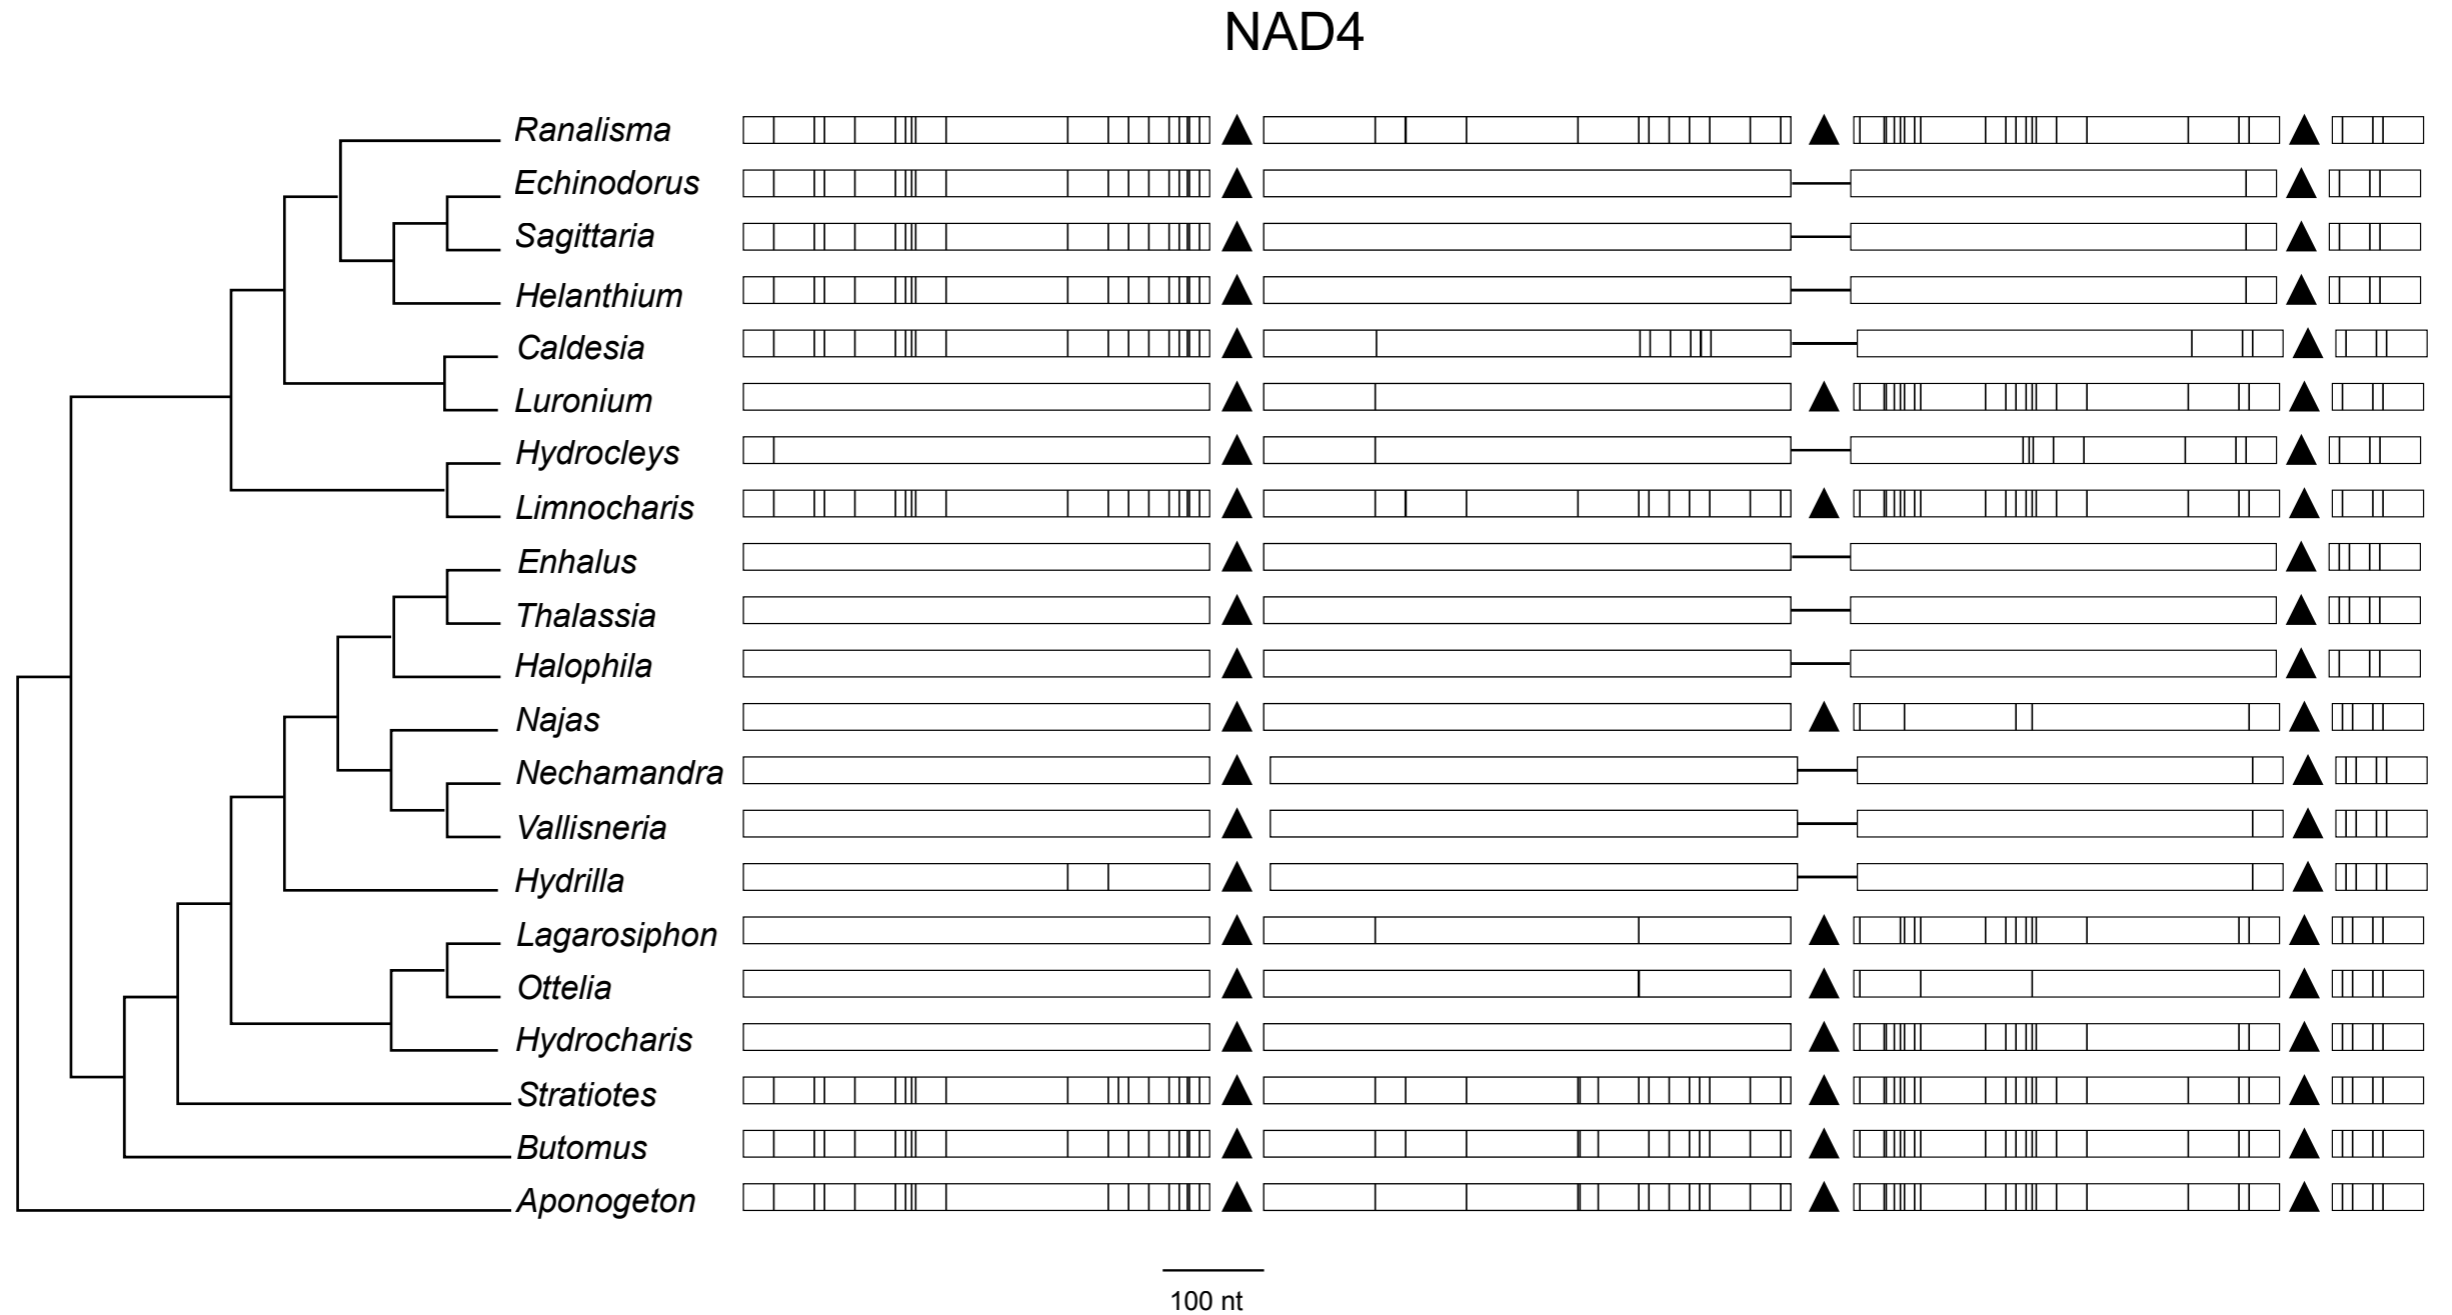 NAD4
Ranalisma
Echinodorus
Sagittaria
Helanthium
Caldesia
Luronium
Hydrocleys
Limnocharis
Enhalus
Thalassia
Halophila
Najas
Nechamandra
Vallisneria
Hydrilla
Lagarosiphon
Ottelia
Hydrocharis
Stratiotes
Butomus
Aponogeton
100 nt